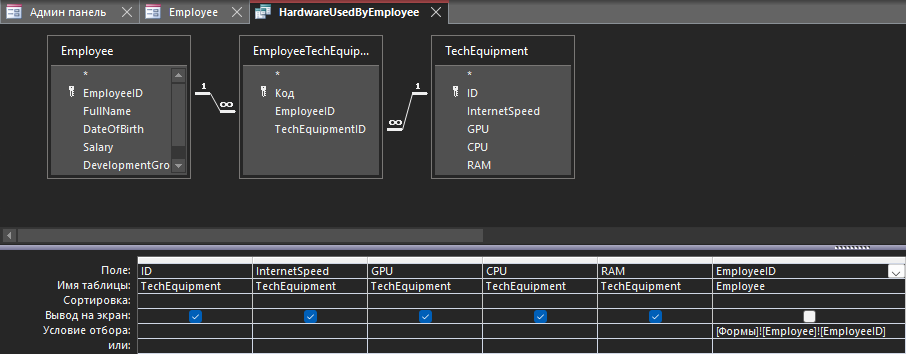 Админ панель Employee HardwareUsedByEmployee
Employee
*
EmployeeID
FullName
DateOfBirth
Salary
DevelopmentGro
1
∞
EmployeeTechEquip...
*
Код
EmployeeID
TechEquipmentID
1
∞
TechEquipment
*
ID
InternetSpeed
GPU
CPU
RAM
Поле: ID InternetSpeed GPU CPU RAM EmployeeID
Имя таблицы: TechEquipment TechEquipment TechEquipment TechEquipment TechEquipment Employee
Сортировка:
Вывод на экран:
Условие отбора: [Формы]![Employee]![EmployeeID]
или: